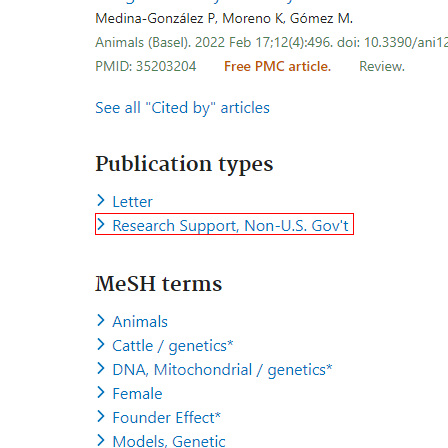 Medina-González P, Moreno K, Gómez M.
Animals (Basel). 2022 Feb 17;12(4):496. doi: 10.3390/ani12
PMID: 35203204 Free PMC article. Review.
See all "Cited by" articles
Publication types
Letter
Research Support, Non-U.S. Gov't
MeSH terms
Animals
Cattle / genetics*
DNA, Mitochondrial / genetics*
Female
Founder Effect*
Models, Genetic